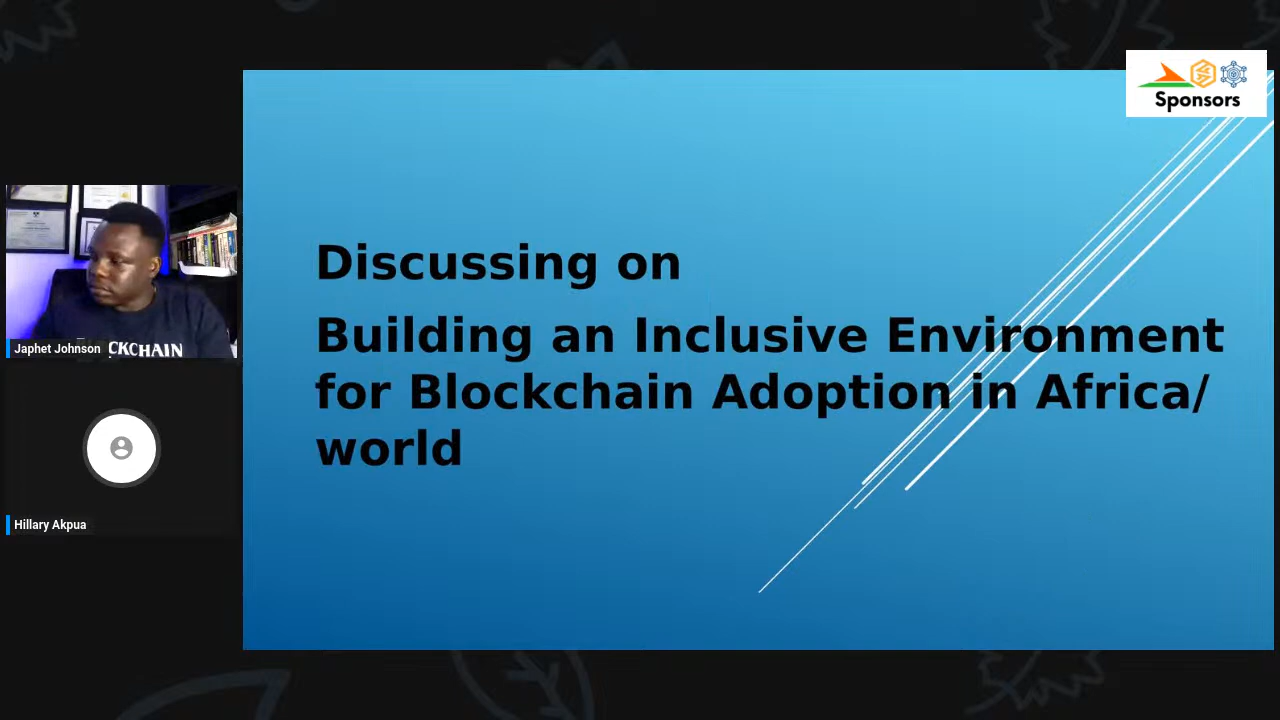 Sponsors
Discussing on
Building an Inclusive Environment
for Blockchain Adoption in Africa/
world
CKCHAIN
Japhet Johnson
Hillary Akpua